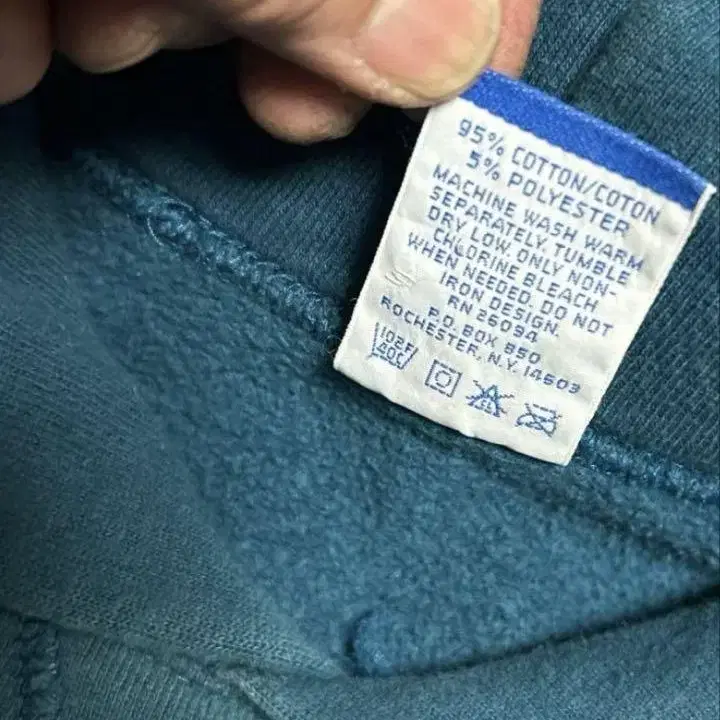 95% COTTON/COTON
5% POLYESTER
MACHINE WASH WARM
SEPARATELY TUMBLE
DRY LOW ONLY NON-
CHLORINE BLEACH
WHEN NEEDED. DO NOT
IRON DESIGN.
RN 26094
P.O. BOX 850
ROCHESTER, N.Y. 14603
102F
40C
CL